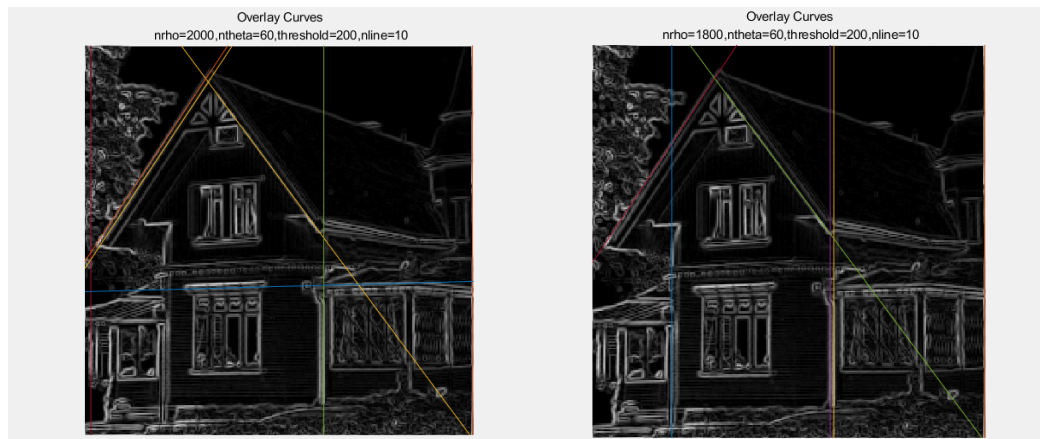 Overlay Curves
nrho=2000,ntheta=60,threshold=200,nline=10
Overlay Curves
nrho=1800,ntheta=60,threshold=200,nline=10